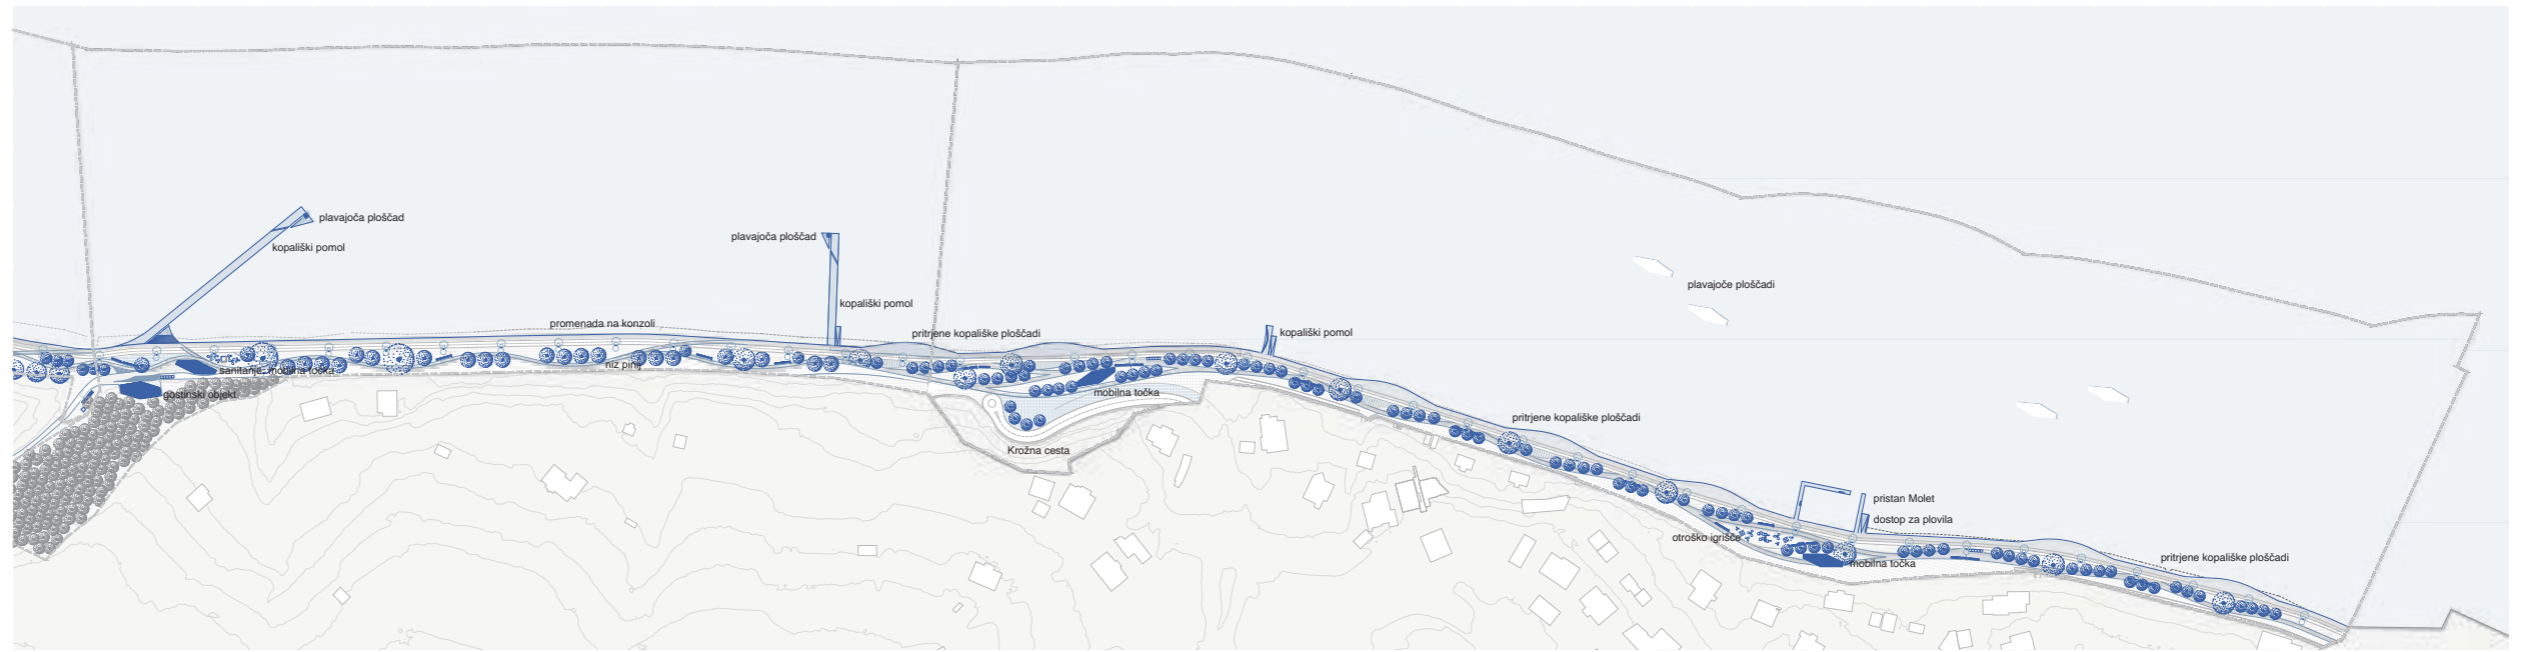 plavajoča ploščad
kopališki pomol
plavajoča ploščad
kopališki pomol
promenada na konzoli
pritrjene kopališke ploščadi
kopališki pomol
plavajoče ploščadi
sanitarije, mobilna točka
niz pinij
gostinski objekt
mobilna točka
Krožna cesta
pritrjene kopališke ploščadi
pristan Molet
dostop za plovila
otroško igrišče
mobilna točka
pritrjene kopališke ploščadi